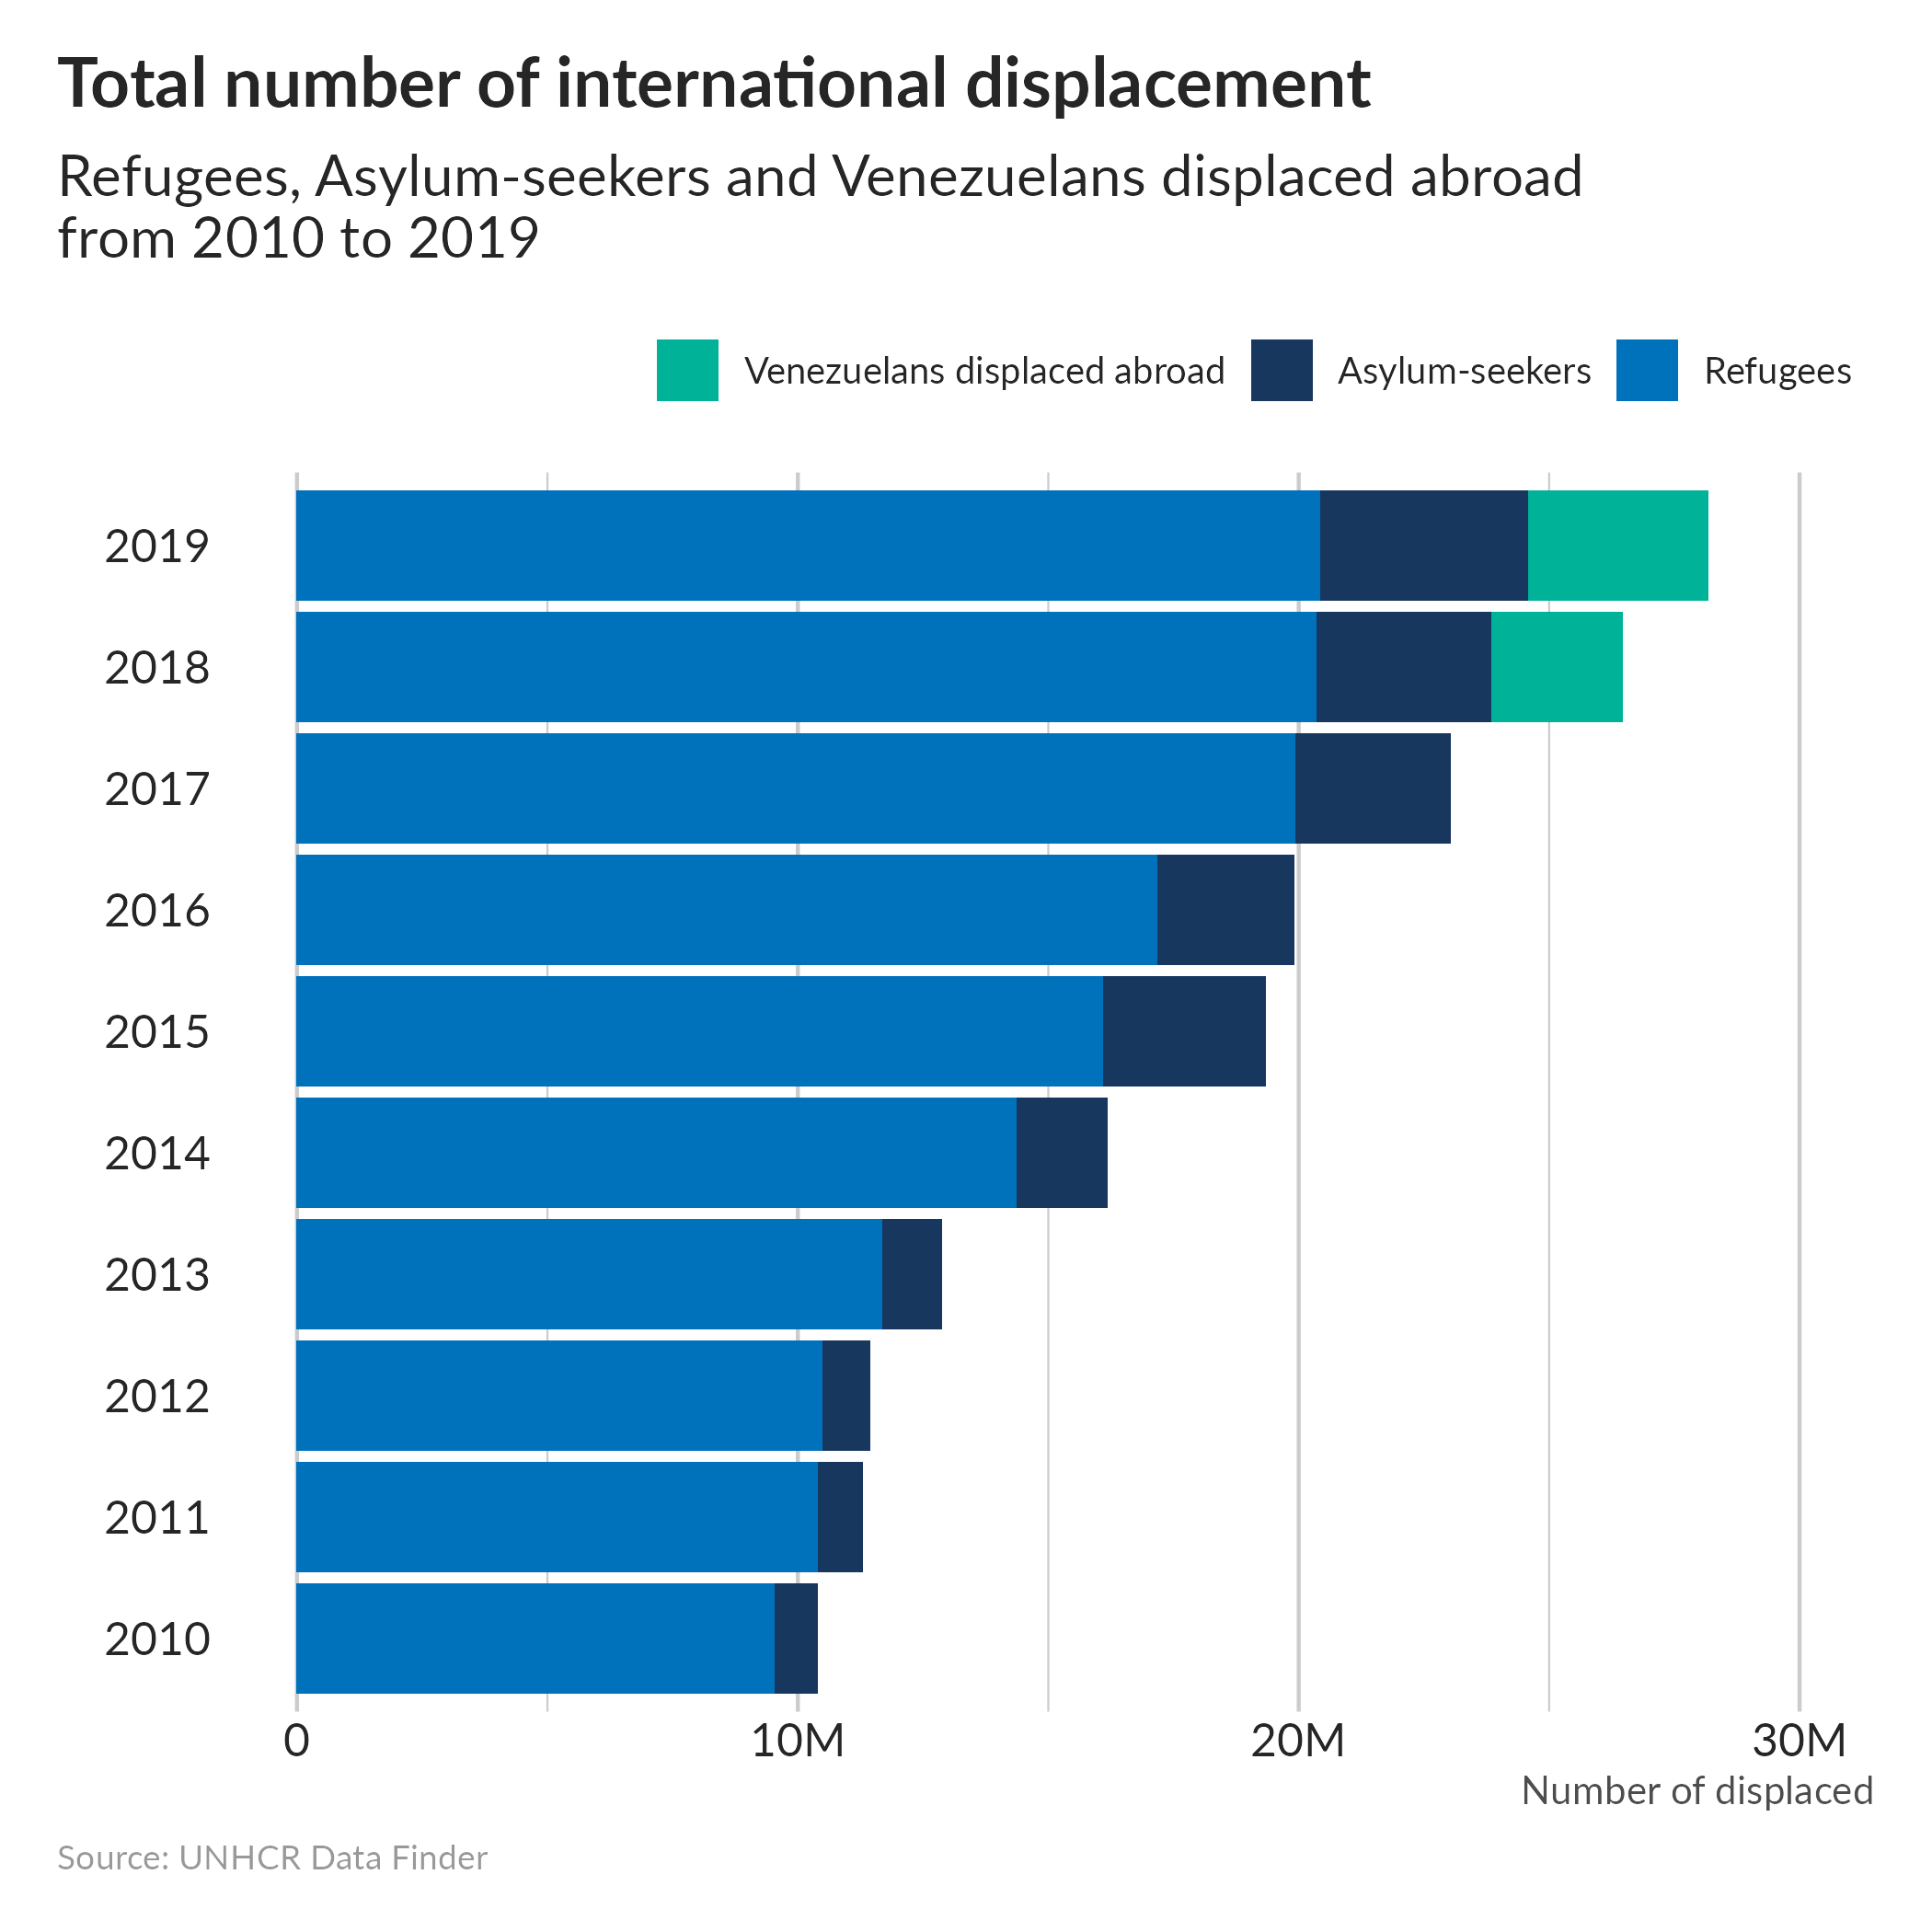 Total number of international displacement
Refugees, Asylum-seekers and Venezuelans displaced abroad
from 2010 to 2019
Venezuelans displaced abroad Asylum-seekers Refugees
2019
2018
2017
2016
2015
2014
2013
2012
2011
2010
0 10M 20M 30M
Number of displaced
Source: UNHCR Data Finder